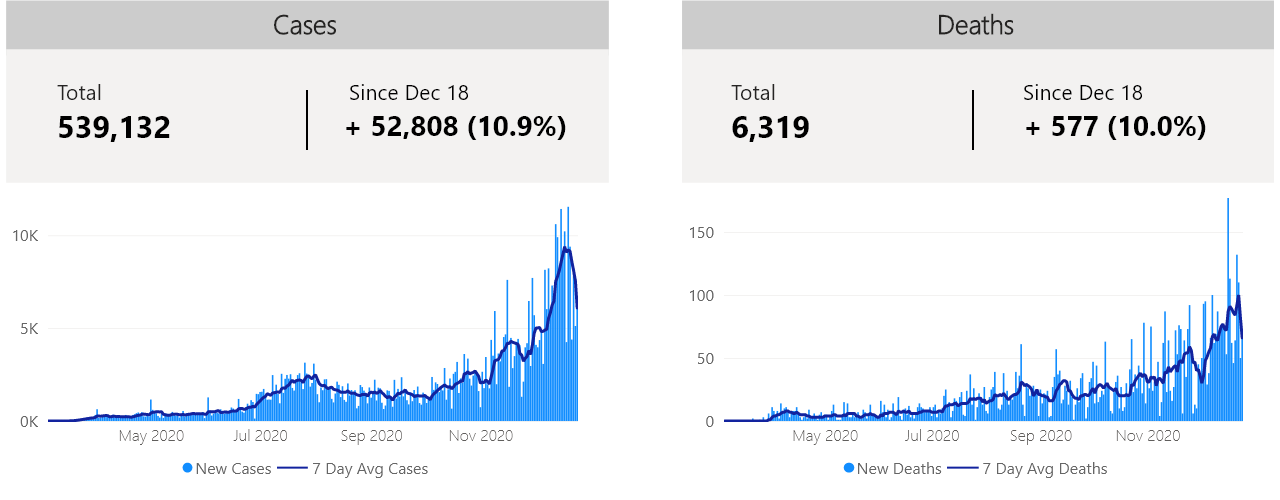 Cases
Total
539,132
Since Dec 18
+ 52,808 (10.9%)
10K
5K
0K
May 2020
Jul 2020
Sep 2020
Nov 2020
New Cases
7 Day Avg Cases
Deaths
Total
6,319
Since Dec 18
+ 577 (10.0%)
150
100
50
0
May 2020
Jul 2020
Sep 2020
Nov 2020
New Deaths
7 Day Avg Deaths